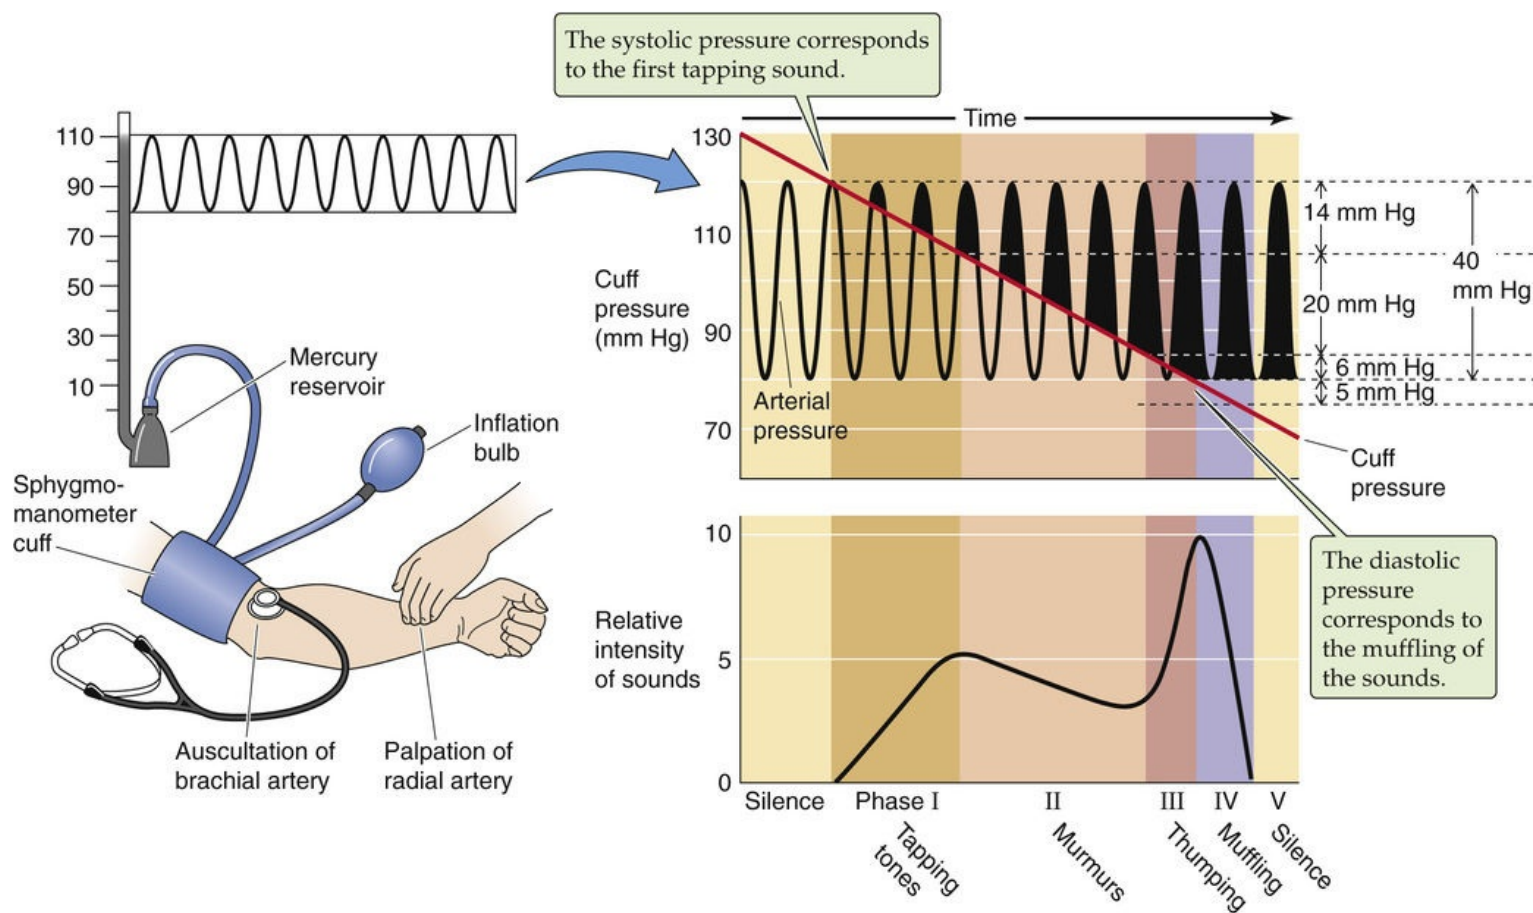 The systolic pressure corresponds
to the first tapping sound.
110
90
70
50
30
10
Mercury
reservoir
Inflation
bulb
Sphygmo-
manometer
cuff
Auscultation of
brachial artery
Palpation of
radial artery
Time
130
110
90
70
Cuff
pressure
(mm Hg)
Arterial
pressure
14 mm Hg
20 mm Hg
6 mm Hg
5 mm Hg
40
mm Hg
Cuff
pressure
The diastolic
pressure
corresponds to
the muffling of
the sounds.
10
5
0
Relative
intensity
of sounds
Silence
Phase I
II
III
IV
V
Tapping
tones
Murmurs
Thumping
Muffling
Silence